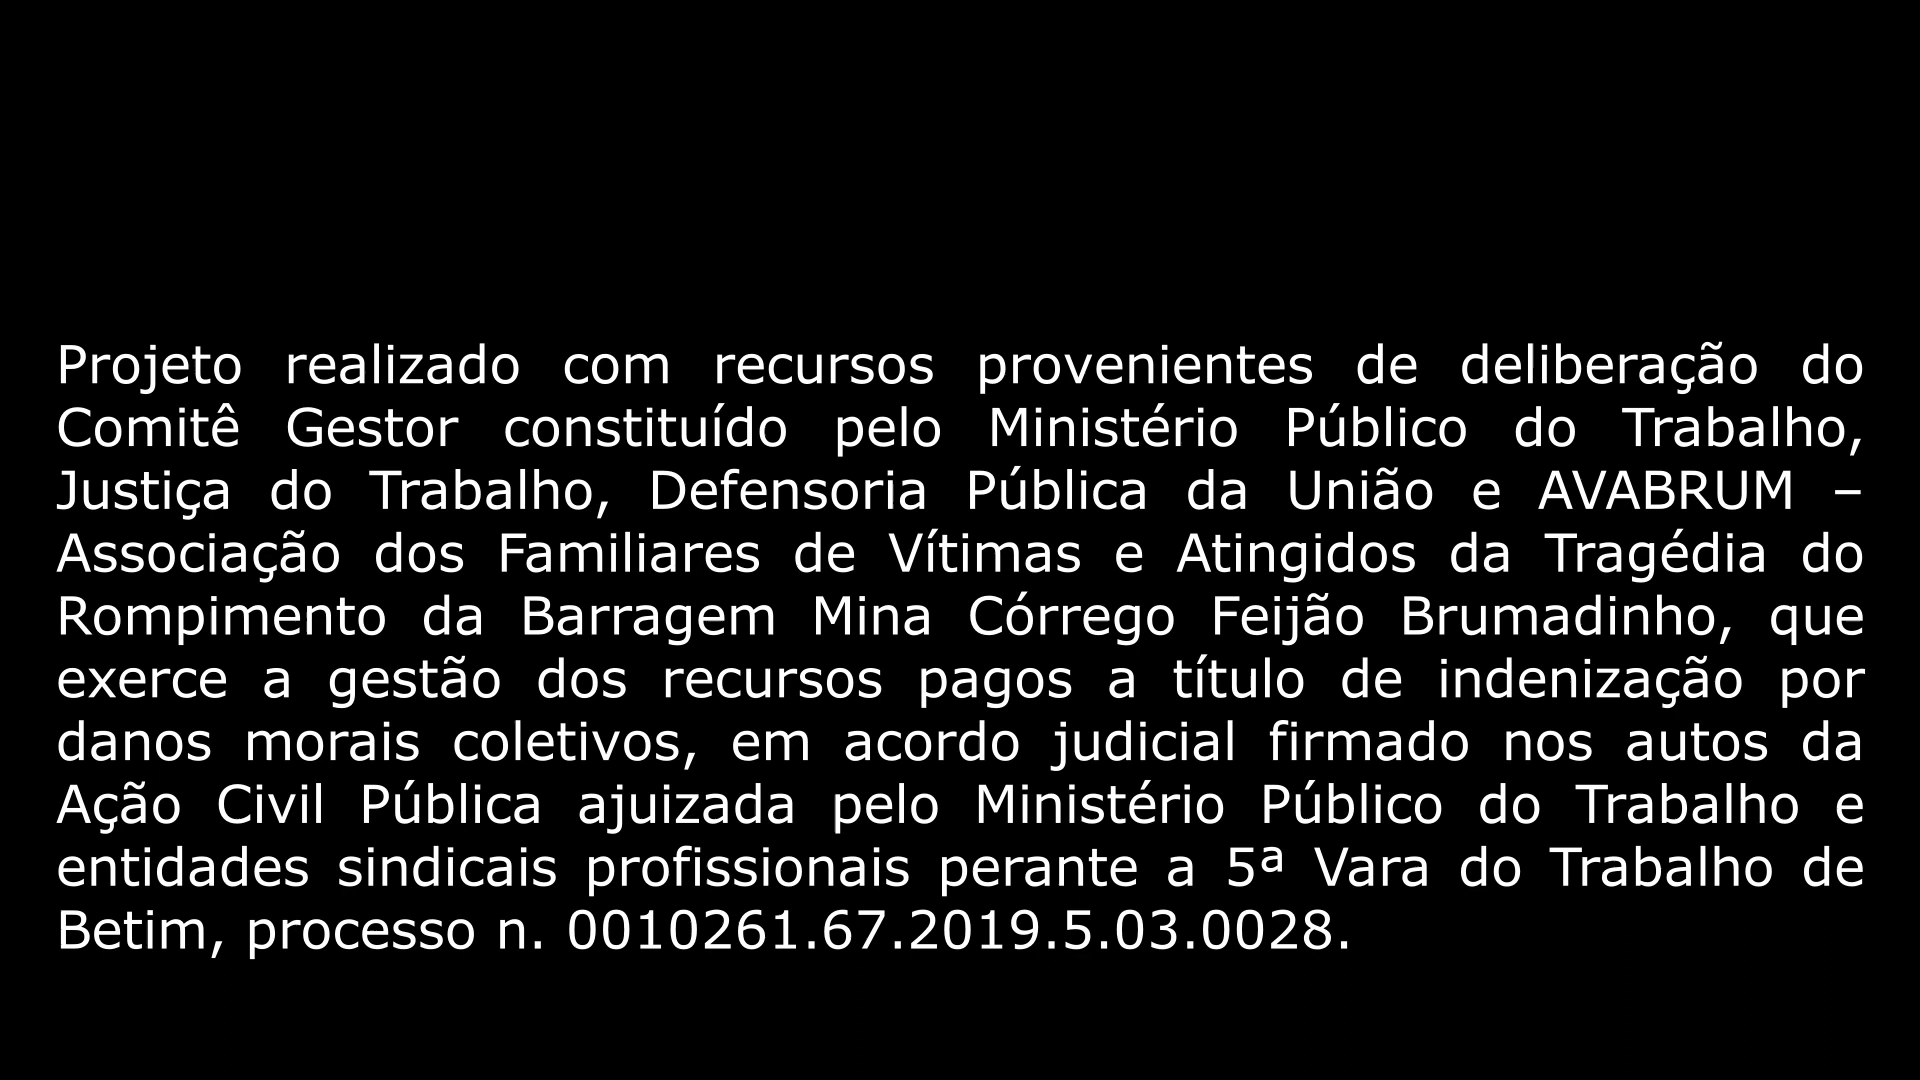 Projeto realizado com recursos provenientes de deliberação do
Comitê Gestor constituído pelo Ministério Público do Trabalho,
Justiça do Trabalho, Defensoria Pública da União e AVABRUM –
Associação dos Familiares de Vítimas e Atingidos da Tragédia do
Rompimento da Barragem Mina Córrego Feijão Brumadinho, que
exerce a gestão dos recursos pagos a título de indenização por
danos morais coletivos, em acordo judicial firmado nos autos da
Ação Civil Pública ajuizada pelo Ministério Público do Trabalho e
entidades sindicais profissionais perante a 5ª Vara do Trabalho de
Betim, processo n. 0010261.67.2019.5.03.0028.